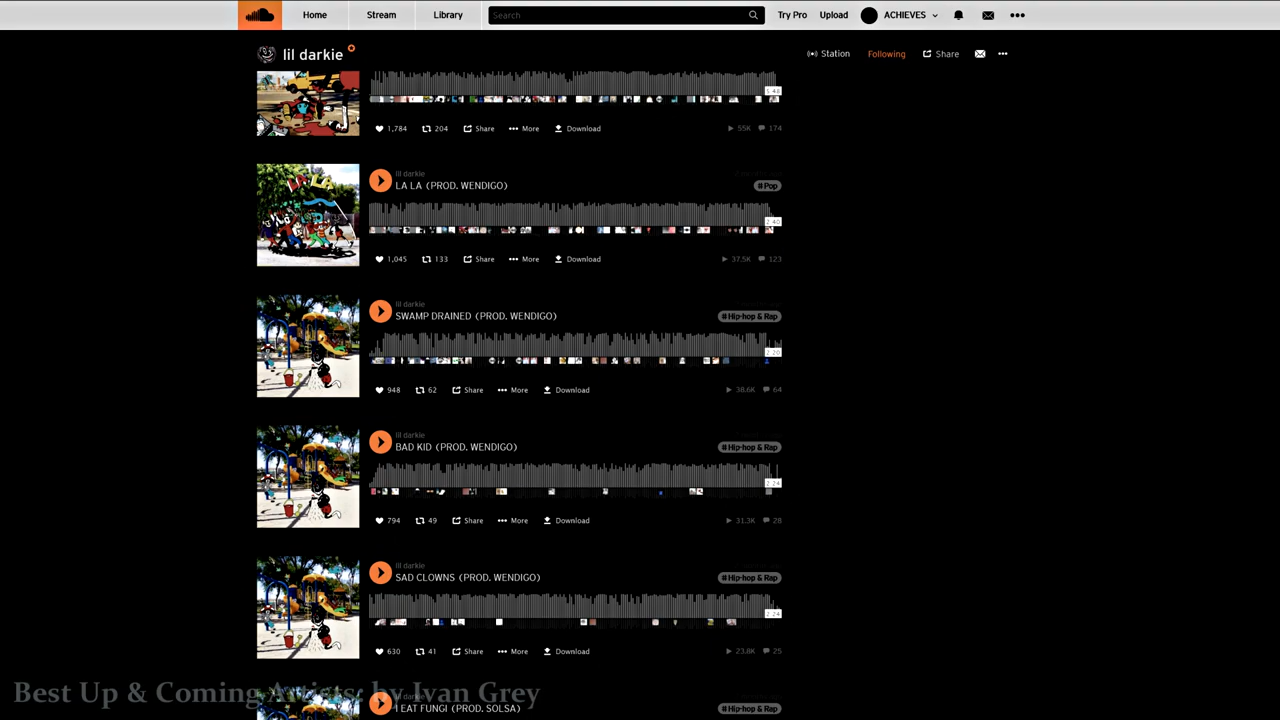 Home Stream Library Search Try Pro Upload ACHIEVES
lil darkie Station Following Share
5:48
1,784 204 Share More Download 55K 174
lil darkie
LA LA (PROD. WENDIGO) # Pop
2:40
1,045 133 Share More Download 37.5K 123
lil darkie
SWAMP DRAINED (PROD. WENDIGO) # Hip-hop & Rap
2:20
948 62 Share More Download 38.6K 64
lil darkie
BAD KID (PROD. WENDIGO) # Hip-hop & Rap
2:24
794 49 Share More Download 31.3K 28
lil darkie
SAD CLOWNS (PROD. WENDIGO) # Hip-hop & Rap
2:24
630 41 Share More Download 23.8K 25
Best Up & Coming Artists: by Ivan Grey
lil darkie
I EAT FUNGI (PROD. SOLSA) # Hip-hop & Rap